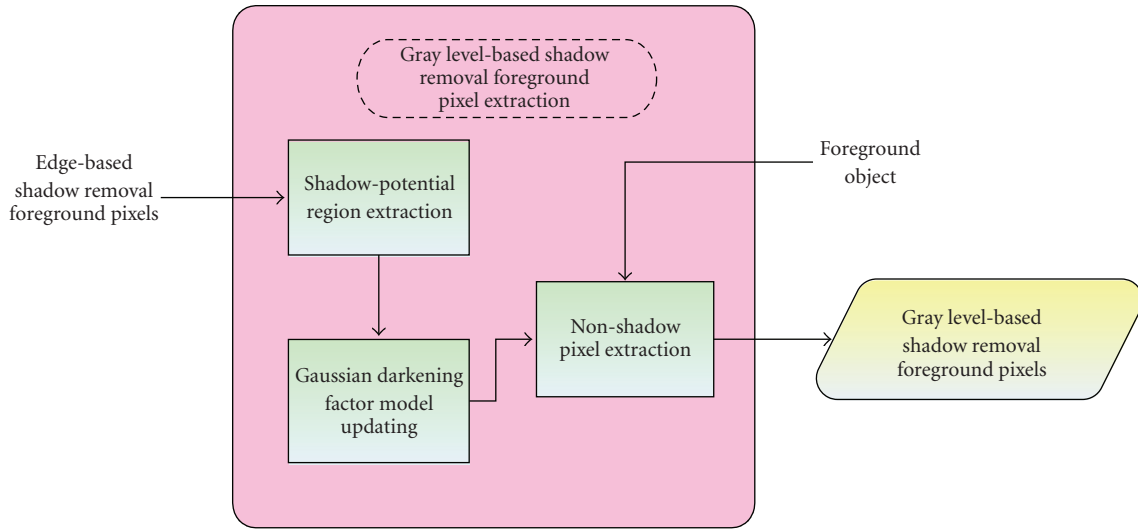 Gray level-based shadow
removal foreground
pixel extraction
Edge-based
shadow removal
foreground pixels
Shadow-potential
region extraction
Foreground
object
Gaussian darkening
factor model
updating
Non-shadow
pixel extraction
Gray level-based
shadow removal
foreground pixels